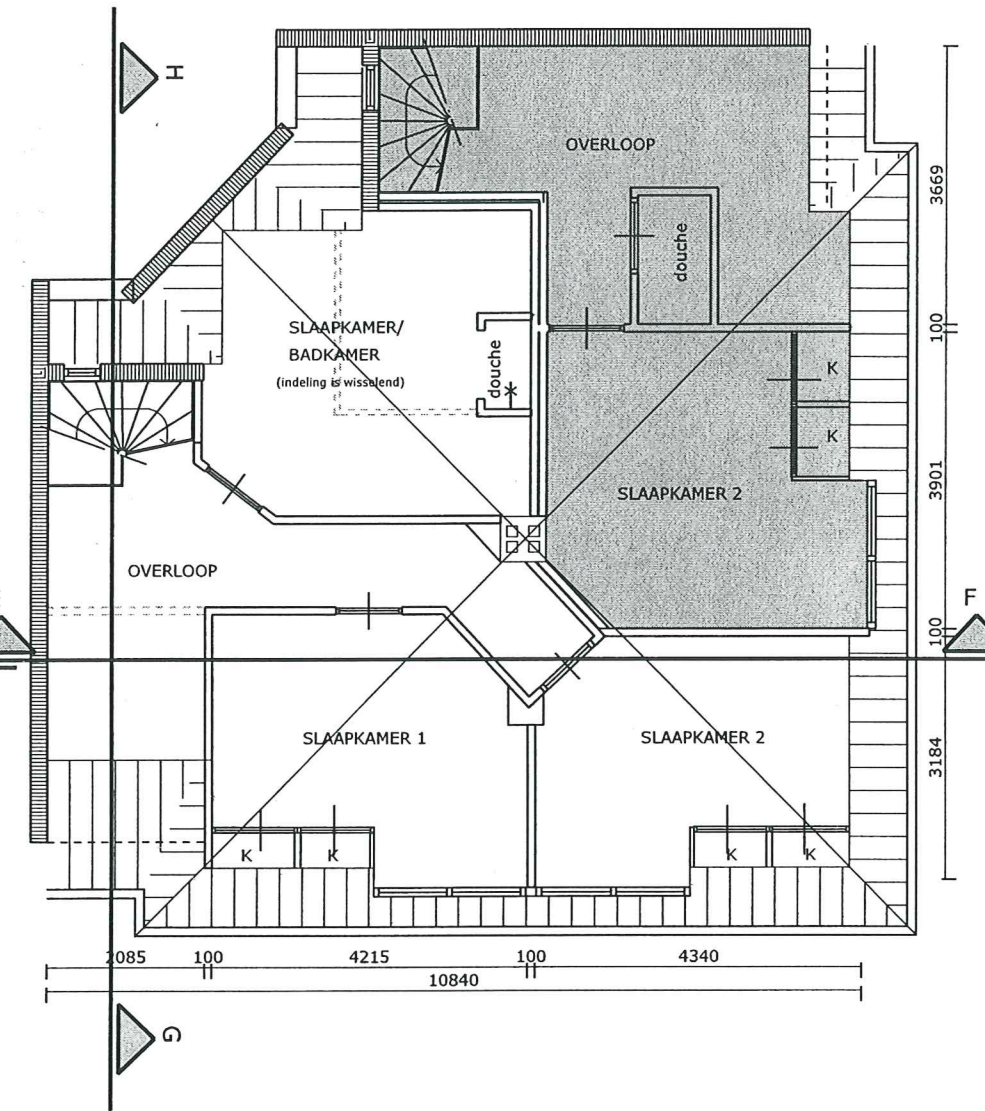 H
OVERLOOP
3669
douche
100
SLAAPKAMER/
BADKAMER
(indeling is wisselend)
douche
K
K
3901
SLAAPKAMER 2
OVERLOOP
F
100
SLAAPKAMER 1
SLAAPKAMER 2
3184
K
K
K
K
2085
100
4215
100
4340
10840
G